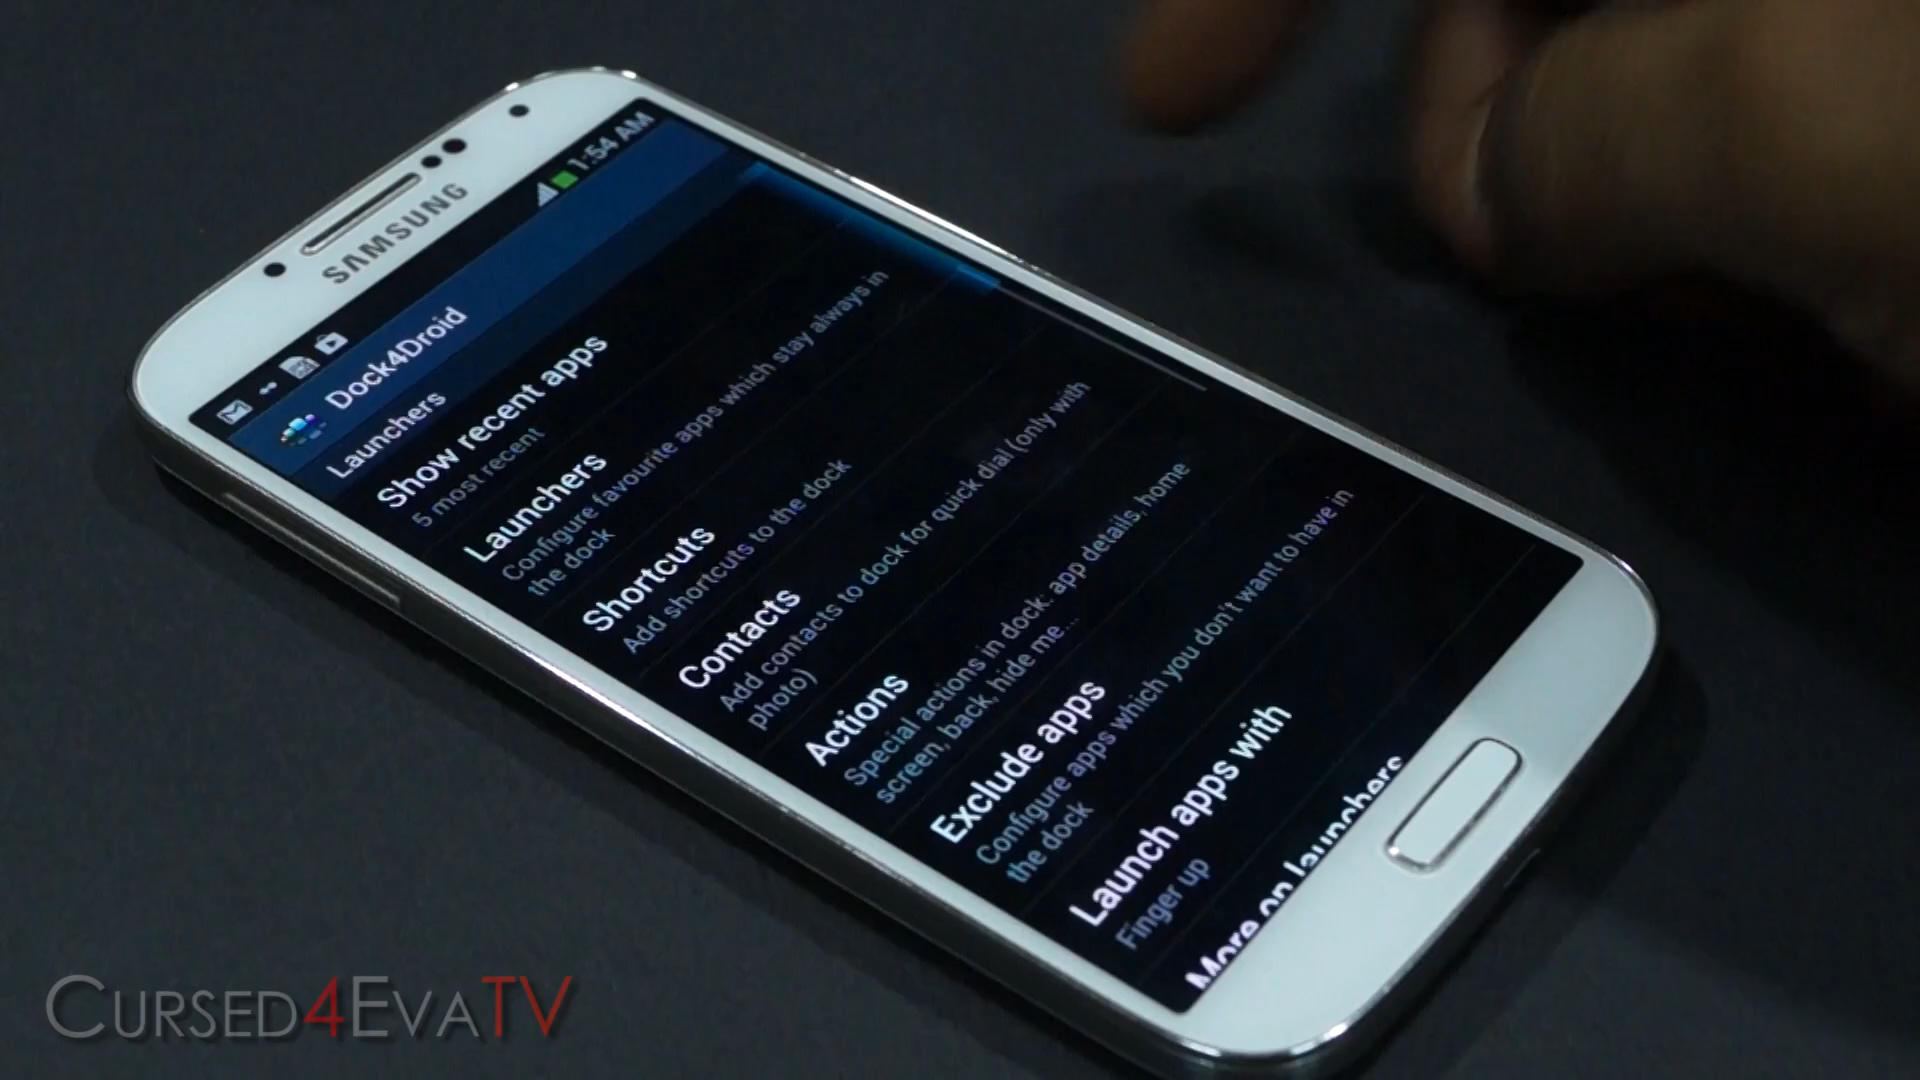 SAMSUNG
1:54 AM
Dock4Droid
Launchers
Show recent apps
5 most recent
Launchers
Configure favourite apps which stay always in
the dock
Shortcuts
Add shortcuts to the dock
Contacts
Add contacts to dock for quick dial (only with
photo)
Actions
Special actions in dock: app details, home
screen, back, hide me...
Exclude apps
Configure apps which you don't want to have in
the dock
Launch apps with
Finger up
More on launchers
CURSED4EVATV